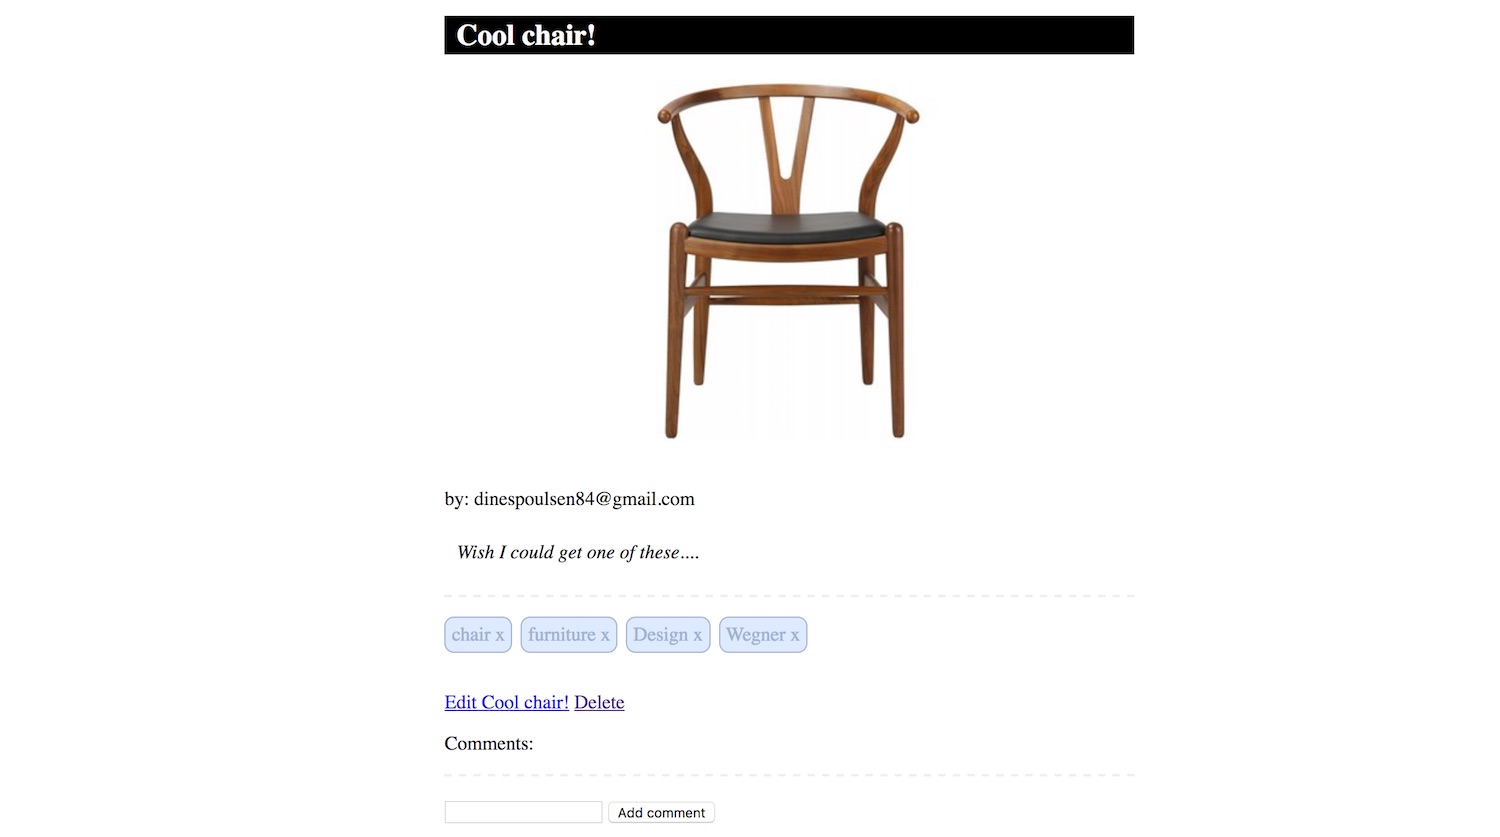 Cool chair!
by: dinespoulsen84@gmail.com
Wish I could get one of these....
chair x furniture x Design x Wegner x
Edit Cool chair! Delete
Comments:
Add comment